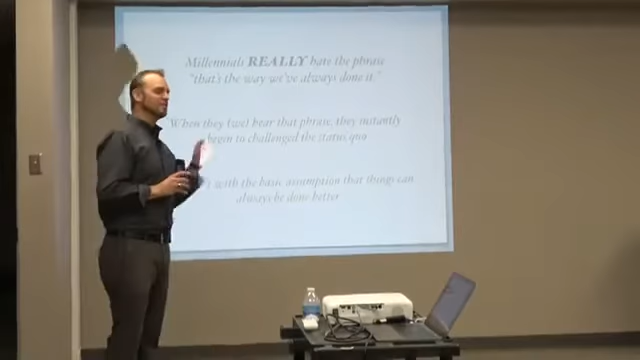 Millennials REALLY hate the phrase
"that's the way we've always done it."
When they (we) hear that phrase, they instantly
begin to challenged the status quo
with the basic assumption that things can
always be done better